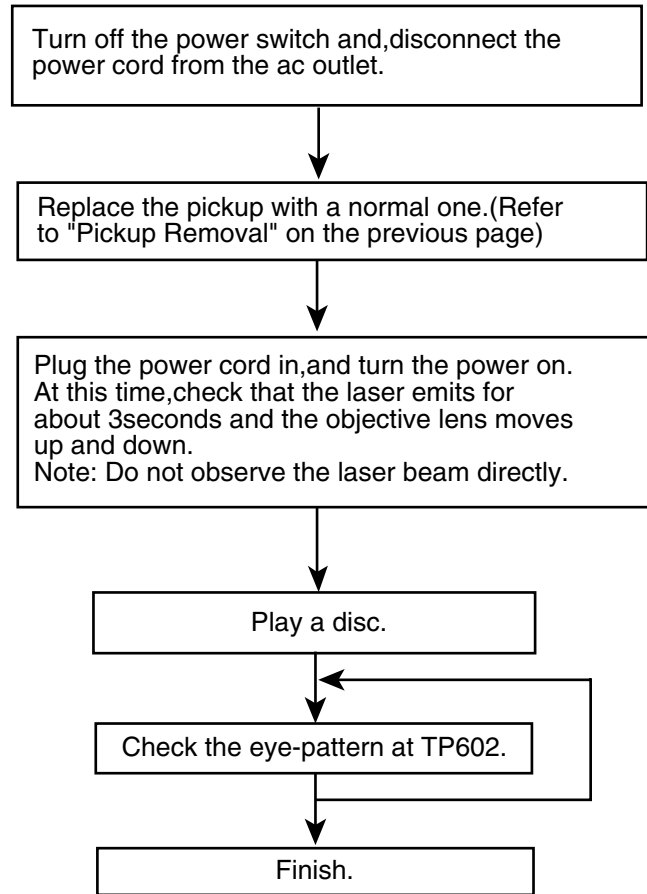 Turn off the power switch and,disconnect the
power cord from the ac outlet.
Replace the pickup with a normal one.(Refer
to "Pickup Removal" on the previous page)
Plug the power cord in,and turn the power on.
At this time,check that the laser emits for
about 3seconds and the objective lens moves
up and down.
Note: Do not observe the laser beam directly.
Play a disc.
Check the eye-pattern at TP602.
Finish.